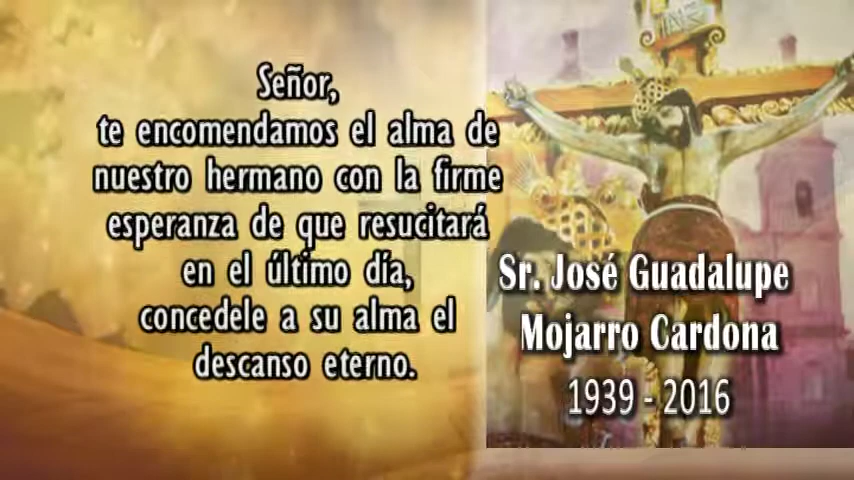 Señor,
te encomendamos el alma de
nuestro hermano con la firme
esperanza de que resucitará
en el último día,
concedele a su alma el
descanso eterno.
Sr. José Guadalupe
Mojarro Cardona
1939 - 2016